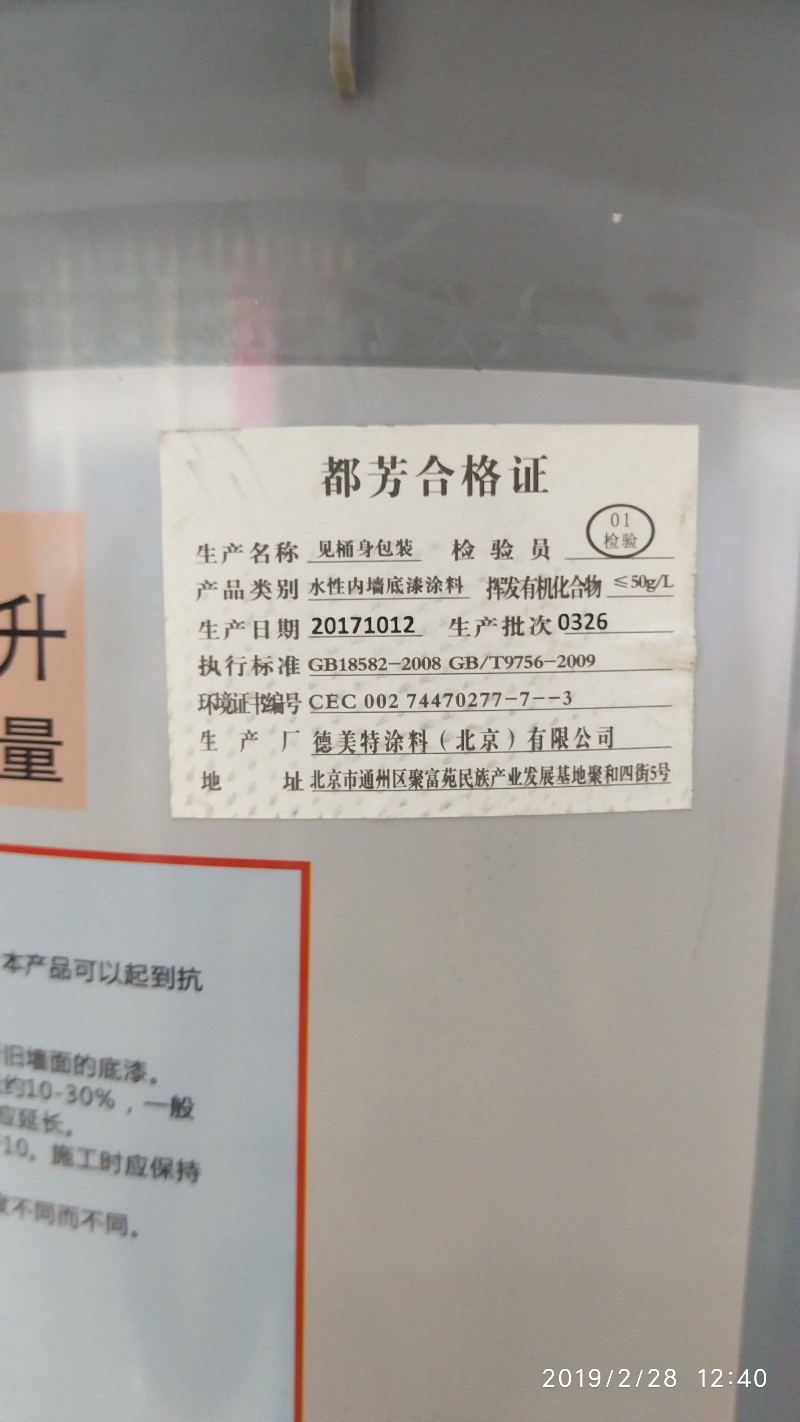 都芳合格证
01
检验
生产名称 见桶身包装 检验员
产品类别 水性内墙底漆涂料 挥发有机化合物 ≤50g/L
生产日期 20171012 生产批次 0326
执行标准 GB18582-2008 GB/T9756-2009
环境证书编号 CEC 002 74470277-7--3
生产厂 德美特涂料（北京）有限公司
地址 北京市通州区聚富苑民族产业发展基地聚和四街5号
升
量
本产品可以起到抗
旧墙面的底漆。
约10-30%，一般
应延长。
10。施工时应保持
不同而不同。
2019/2/28 12:40